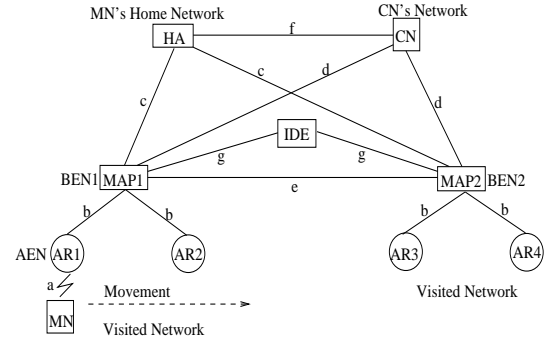 MN's Home Network
CN's Network
HA
f
CN
c
c
d
d
IDE
g
g
BEN1 MAP1
e
MAP2 BEN2
b
b
b
b
AEN AR1
AR2
AR3
AR4
a
Movement
Visited Network
MN
Visited Network